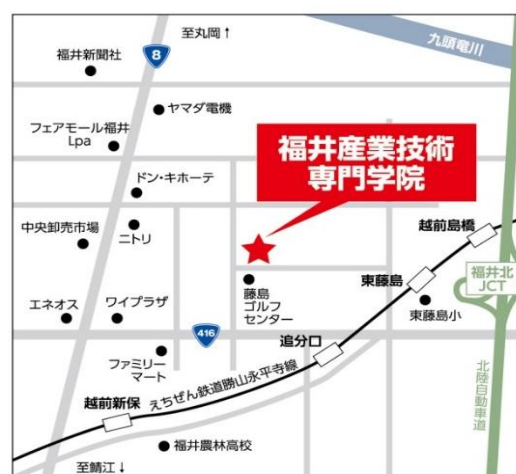 至丸岡↑
九頭竜川
8
福井新聞社
ヤマダ電機
フェアモール福井
Lpa
福井産業技術
専門学院
ドン・キホーテ
越前島橋
中央卸売市場
ニトリ
東藤島
福井北
JCT
藤島
ゴルフ
センター
東藤島小
エネオス
ワイプラザ
416
追分口
ファミリー
マート
えちぜん鉄道勝山永平寺線
北陸自動車道
越前新保
福井農林高校
至鯖江↓